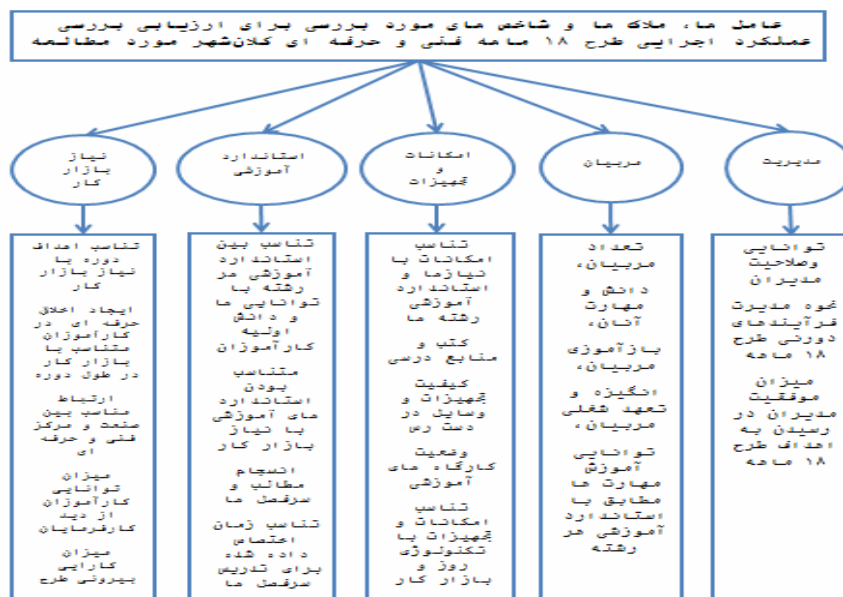 عامل ها، ملاک ها و شاخص های مورد بررسی برای ارزیابی بررسی
عملکرد اجرایی طرح ۱۸ ماهه فنی و حرفه ای کلان‌شهر مورد مطالعه
مدیریت
مربیان
امکانات
و
تجهیزات
استاندارد
آموزشی
نیاز
بازار
کار
توانایی
وصلاحیت
مدیران
نحوه مدیرت
فرآیندهای
دورنی طرح
۱۸ ماهه
میزان
موفقیت
مدیران در
رسیدن به
اهداف طرح
۱۸ ماهه
تعداد
مربیان،
دانش و
مهارت
آنان،
بازآموزی
مربیان،
انگیزه و
تعهد شغلی
مربیان،
توانایی
آموزش
مهارت ها
مطابق با
استاندارد
آموزشی هر
رشته
تناسب
امکانات با
نیازها و
استاندارد
آموزشی
رشته ها
کتب و
منابع درسی
کیفیت
تجهیزات و
وسایل در
دست رس
وضعیت
کارگاه های
آموزشی
تناسب
امکانات و
تجهیزات با
تکنولوژی
روز و
بازار کار
تناسب بین
استاندارد
آموزشی هر
رشته با
توانایی ها
و دانش
اولیه
کارآموزان
متناسب
بودن
استاندارد
های آموزشی
با نیاز
بازار کار
انسجام
مطالب و
سرفصل ها
تناسب زمان
اختصاص
داده شده
برای تدریس
سرفصل ها
تناسب اهداف
دوره با
نیاز بازار
کار
ایجاد اخلاق
حرفه ای در
کارآموزان
متناسب با
بازار کار
در طول دوره
ارتباط
مناسب بین
صنعت و مرکز
فنی و حرفه
ای
میزان
توانایی
کارآموزان
از دید
کارفرمایان
میزان
کارایی
بیرونی طرح